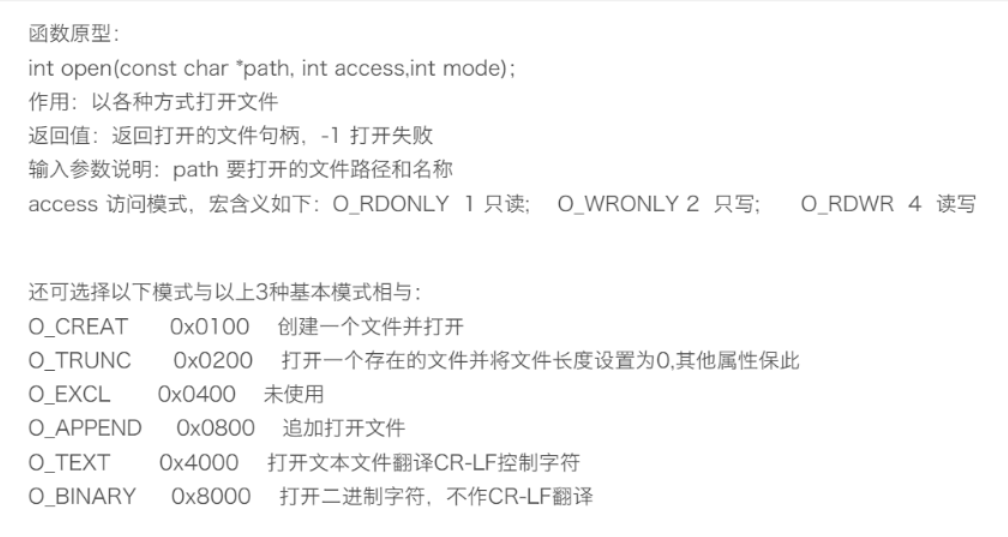 函数原型：
int open(const char *path, int access,int mode);
作用：以各种方式打开文件
返回值：返回打开的文件句柄，-1 打开失败
输入参数说明：path 要打开的文件路径和名称
access 访问模式，宏含义如下：O_RDONLY 1 只读; O_WRONLY 2 只写; O_RDWR 4 读写
还可选择以下模式与以上3种基本模式相与：
O_CREAT 0x0100 创建一个文件并打开
O_TRUNC 0x0200 打开一个存在的文件并将文件长度设置为0,其他属性保此
O_EXCL 0x0400 未使用
O_APPEND 0x0800 追加打开文件
O_TEXT 0x4000 打开文本文件翻译CR-LF控制字符
O_BINARY 0x8000 打开二进制字符，不作CR-LF翻译